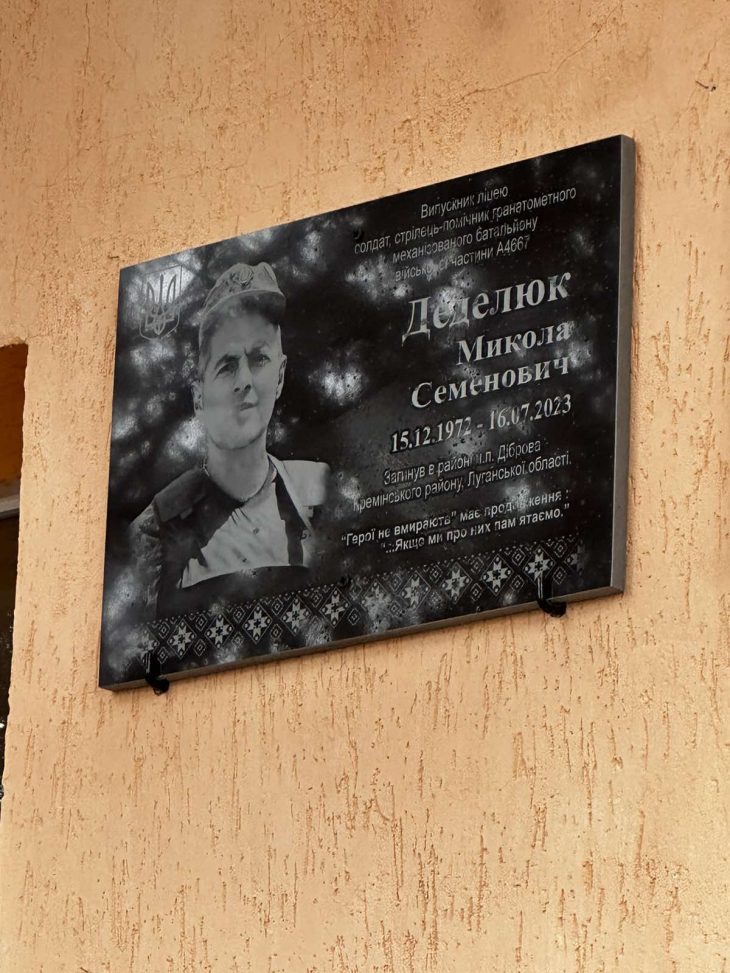 Випускник ліцею
солдат, стрілець-помічник гранатометного
механізованого батальйону
військової частини А4667
Деделюк
Микола
Семенович
15.12.1972 - 16.07.2023
Загинув в районі н.п. Діброва
Кремінського району, Луганської області.
"Герої не вмирають" має продовження :
"...Якщо ми про них пам'ятаємо."